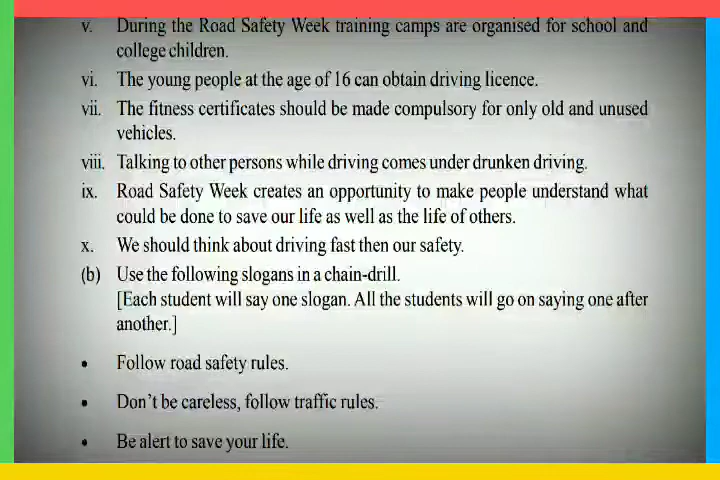 v. During the Road Safety Week training camps are organised for school and
college children.
vi. The young people at the age of 16 can obtain driving licence.
vii. The fitness certificates should be made compulsory for only old and unused
vehicles.
viii. Talking to other persons while driving comes under drunken driving.
ix. Road Safety Week creates an opportunity to make people understand what
could be done to save our life as well as the life of others.
x. We should think about driving fast then our safety.
(b) Use the following slogans in a chain-drill.
[Each student will say one slogan. All the students will go on saying one after
another.]
• Follow road safety rules.
• Don't be careless, follow traffic rules.
• Be alert to save your life.